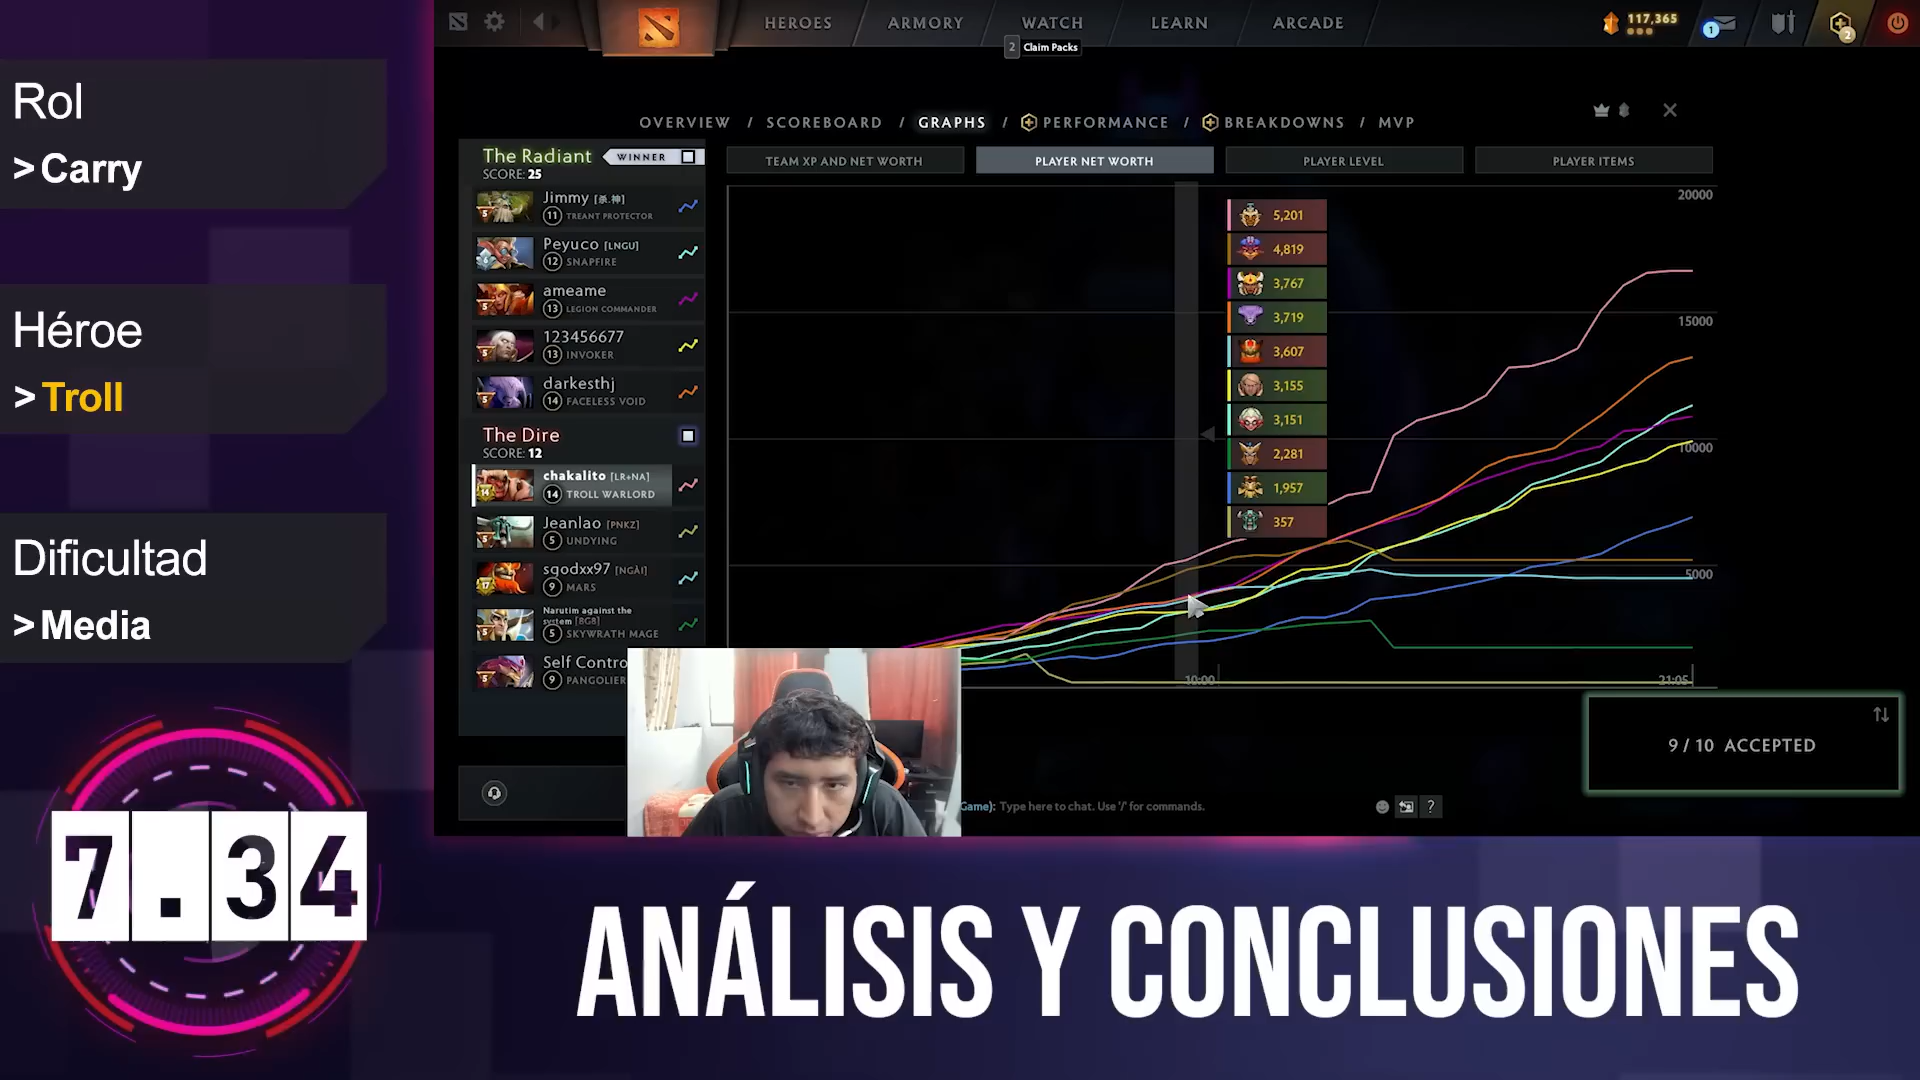 Rol
> Carry
Héroe
> Troll
Dificultad
> Media
7.34
HEROES
ARMORY
WATCH
LEARN
ARCADE
2 Claim Packs
117,365
1
2
OVERVIEW / SCOREBOARD / GRAPHS / PERFORMANCE / BREAKDOWNS / MVP
The Radiant WINNER
SCORE: 25
Jimmy [杀.神]
11 TREANT PROTECTOR
Peyuco [LNGU]
12 SNAPFIRE
ameame
13 LEGION COMMANDER
123456677
13 INVOKER
darkesthj
14 FACELESS VOID
The Dire
SCORE: 12
chakalito [LR+NA]
14 TROLL WARLORD
Jeanlao [PNKZ]
5 UNDYING
sgodxx97 [NGÀI]
9 MARS
Narutim against the
system [BG8]
5 SKYWRATH MAGE
Self Contro
9 PANGOLIER
TEAM XP AND NET WORTH
PLAYER NET WORTH
PLAYER LEVEL
PLAYER ITEMS
5,201
4,819
3,767
3,719
3,607
3,155
3,151
2,281
1,957
357
20000
15000
10000
5000
10:00
21:05
Game): Type here to chat. Use '/' for commands.
?
9 / 10 ACCEPTED
ANÁLISIS Y CONCLUSIONES